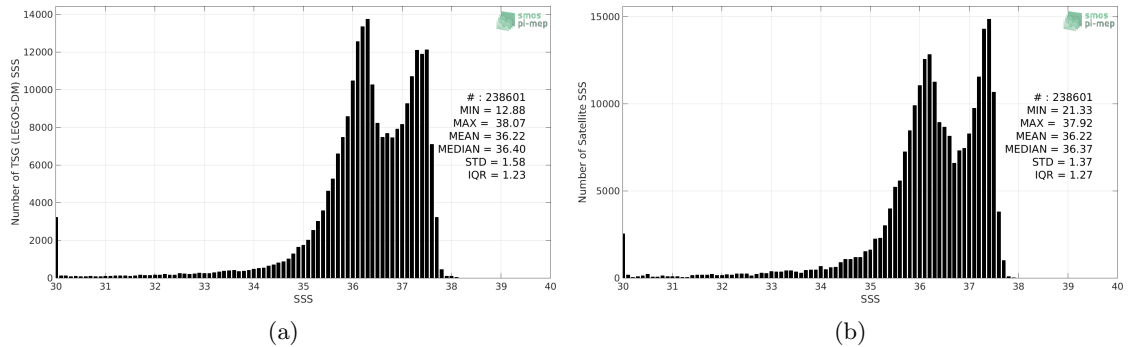 14000
12000
10000
8000
6000
4000
2000
0
Number of TSG (LEGOS-DM) SSS
30 31 32 33 34 35 36 37 38 39 40
SSS
smos
pi-mep
# : 238601
MIN = 12.88
MAX = 38.07
MEAN = 36.22
MEDIAN = 36.40
STD = 1.58
IQR = 1.23
(a)
15000
10000
5000
0
Number of Satellite SSS
30 31 32 33 34 35 36 37 38 39 40
SSS
smos
pi-mep
# : 238601
MIN = 21.33
MAX = 37.92
MEAN = 36.22
MEDIAN = 36.37
STD = 1.37
IQR = 1.27
(b)